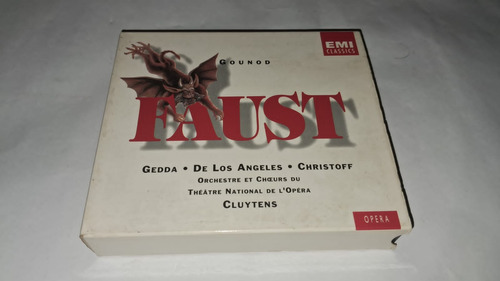 EMI
CLASSICS
GOUNOD
FAUST
GEDDA • DE LOS ANGELES • CHRISTOFF
ORCHESTRE ET CHŒURS DU
THÉÂTRE NATIONAL DE L'OPÉRA
CLUYTENS
OPERA